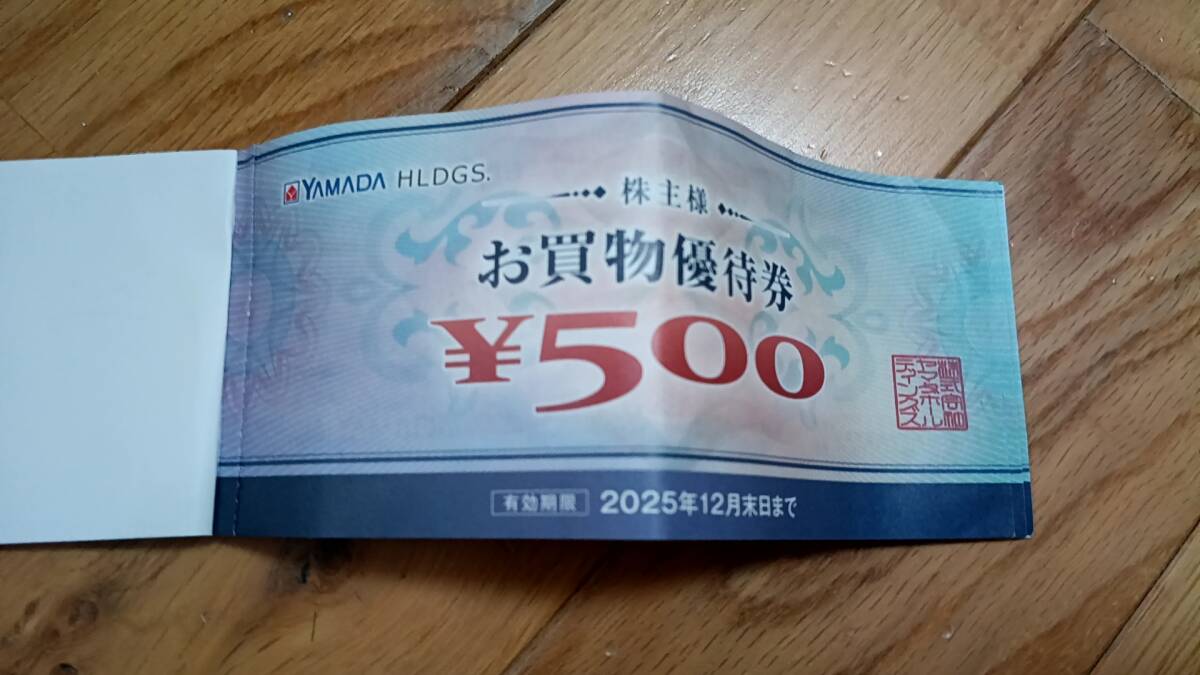 YAMADA HLDGS.
株主様
お買物優待券
¥500
株式会社
ヤマダホール
ディングス
有効期限 2025年12月末日まで